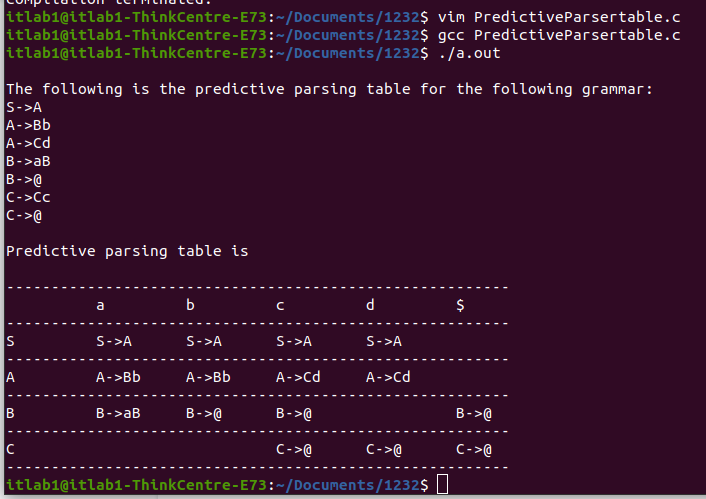 compilation terminated.
itlab1@itlab1-ThinkCentre-E73:~/Documents/1232$ vim PredictiveParsertable.c
itlab1@itlab1-ThinkCentre-E73:~/Documents/1232$ gcc PredictiveParsertable.c
itlab1@itlab1-ThinkCentre-E73:~/Documents/1232$ ./a.out
The following is the predictive parsing table for the following grammar:
S->A
A->Bb
A->Cd
B->aB
B->@
C->Cc
C->@
Predictive parsing table is
--------------------------------------------------------
a b c d $
--------------------------------------------------------
S S->A S->A S->A S->A
--------------------------------------------------------
A A->Bb A->Bb A->Cd A->Cd
--------------------------------------------------------
B B->aB B->@ B->@ B->@
--------------------------------------------------------
C C->@ C->@ C->@
--------------------------------------------------------
itlab1@itlab1-ThinkCentre-E73:~/Documents/1232$